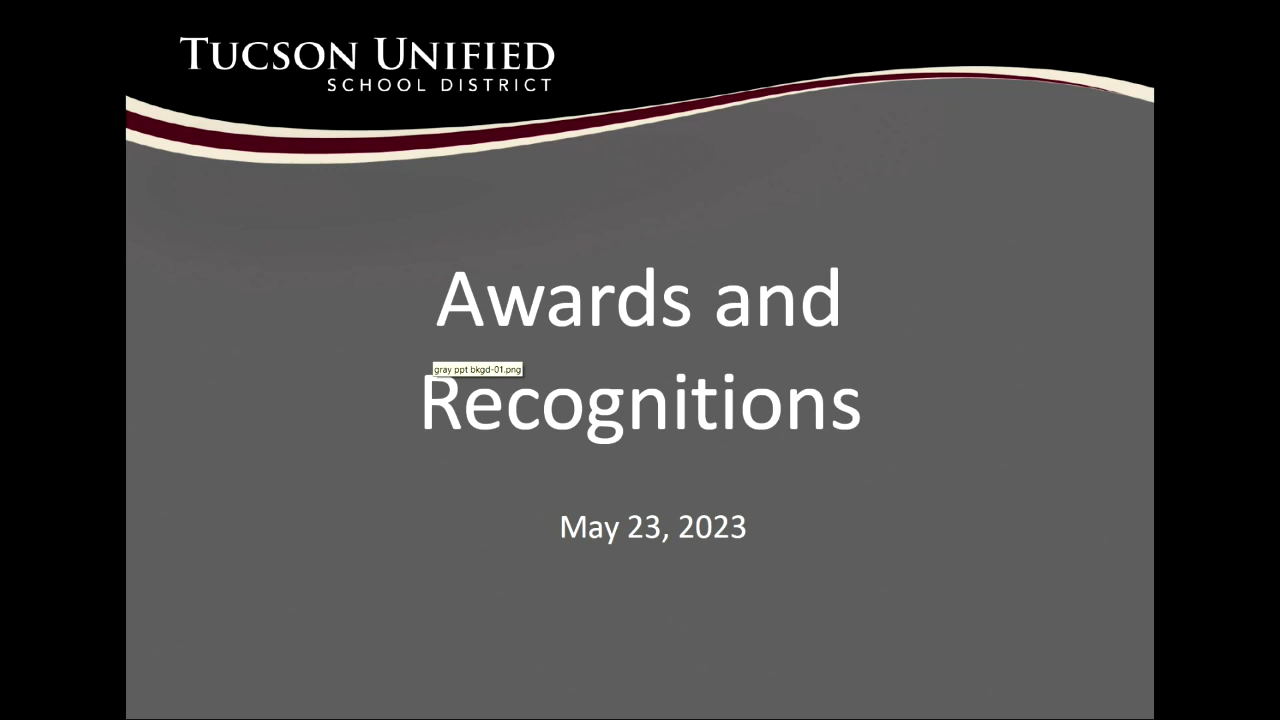 TUCSON UNIFIED
SCHOOL DISTRICT
Awards and
gray ppt bkgd-01.png
Recognitions
May 23, 2023